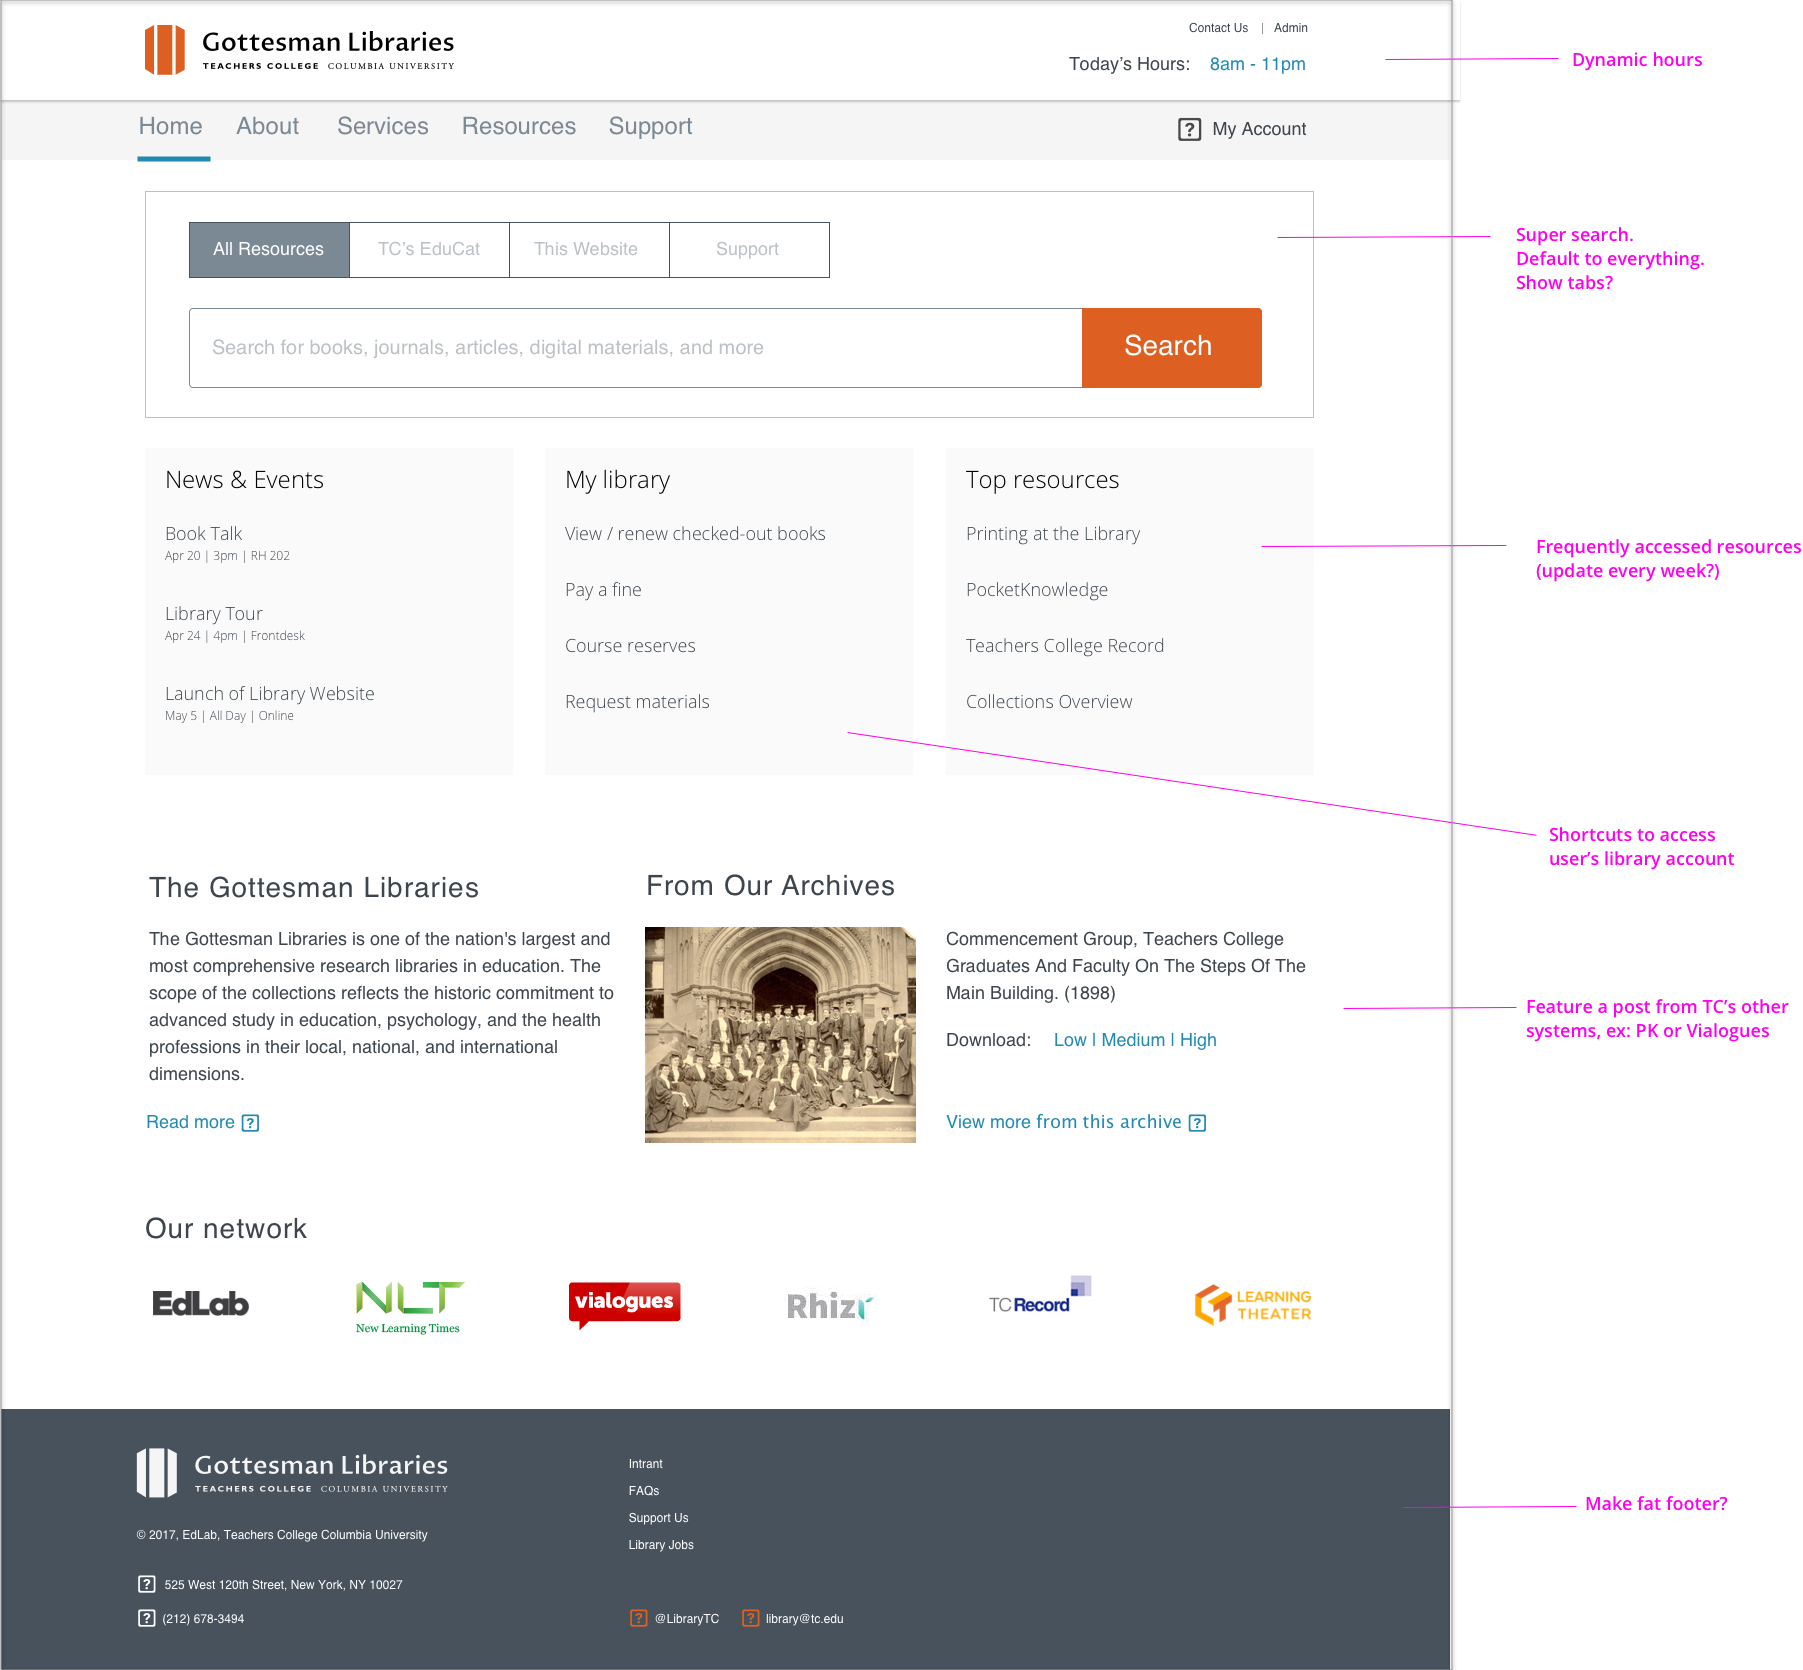 Gottesman Libraries
TEACHERS COLLEGE COLUMBIA UNIVERSITY
Contact Us | Admin
Today's Hours: 8am - 11pm
Dynamic hours
Home About Services Resources Support
My Account
All Resources TC's EduCat This Website Support
Super search.
Default to everything.
Show tabs?
Search for books, journals, articles, digital materials, and more
Search
News & Events
Book Talk
Apr 20 | 3pm | RH 202
Library Tour
Apr 24 | 4pm | Frontdesk
Launch of Library Website
May 5 | All Day | Online
My library
View / renew checked-out books
Pay a fine
Course reserves
Request materials
Top resources
Printing at the Library
PocketKnowledge
Teachers College Record
Collections Overview
Frequently accessed resources
(update every week?)
Shortcuts to access
user's library account
The Gottesman Libraries
The Gottesman Libraries is one of the nation's largest and
most comprehensive research libraries in education. The
scope of the collections reflects the historic commitment to
advanced study in education, psychology, and the health
professions in their local, national, and international
dimensions.
Read more
From Our Archives
Commencement Group, Teachers College
Graduates And Faculty On The Steps Of The
Main Building. (1898)
Download: Low | Medium | High
View more from this archive
Feature a post from TC's other
systems, ex: PK or Vialogues
Our network
EdLab
NLT
New Learning Times
vialogues
Rhizr
TCRecord
LEARNING
THEATER
Gottesman Libraries
TEACHERS COLLEGE COLUMBIA UNIVERSITY
© 2017, EdLab, Teachers College Columbia University
525 West 120th Street, New York, NY 10027
(212) 678-3494
Intrant
FAQs
Support Us
Library Jobs
@LibraryTC library@tc.edu
Make fat footer?